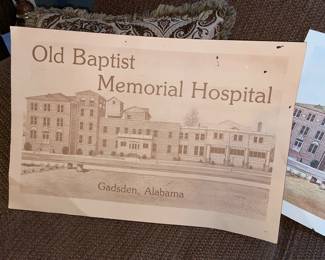 Old Baptist
Memorial Hospital
Gadsden, Alabama